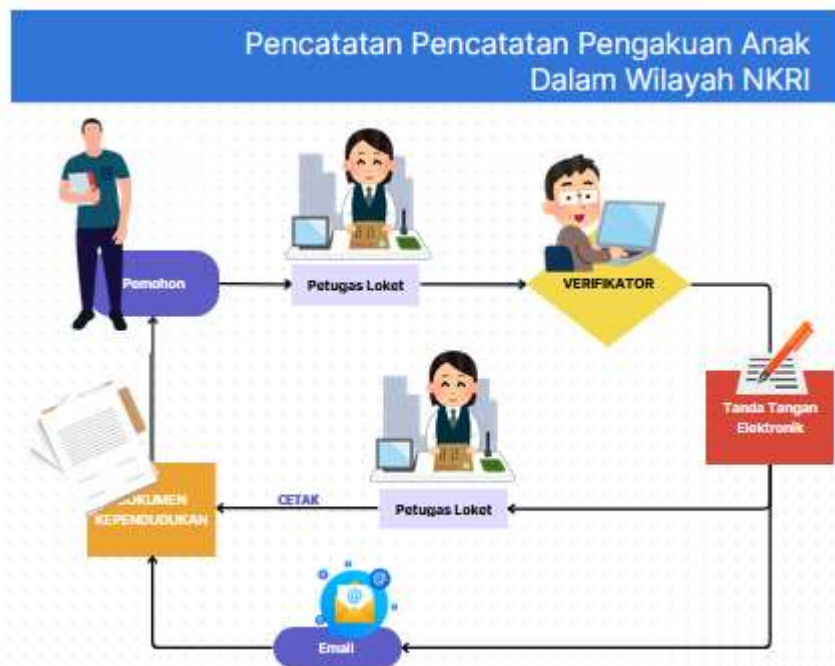 Pencatatan Pencatatan Pengakuan Anak
Dalam Wilayah NKRI
Pemohon
Petugas Loket
VERIFIKATOR
Tanda Tangan
Elektronik
Petugas Loket
CETAK
DOKUMEN
KEPENDUDUKAN
Email